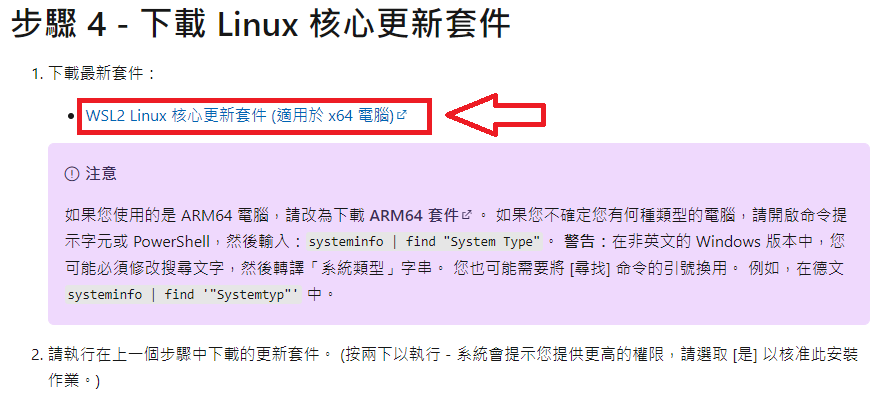 步驟 4 - 下載 Linux 核心更新套件
1. 下載最新套件：
• WSL2 Linux 核心更新套件 (適用於 x64 電腦)
注意
如果您使用的是 ARM64 電腦，請改為下載 ARM64 套件 。 如果您不確定您有何種類型的電腦，請開啟命令提
示字元或 PowerShell，然後輸入：systeminfo | find "System Type"。 警告：在非英文的 Windows 版本中，您
可能必須修改搜尋文字，然後轉譯「系統類型」字串。 您也可能需要將 [尋找] 命令的引號換用。 例如，在德文
systeminfo | find '"Systemtyp"' 中。
2. 請執行在上一個步驟中下載的更新套件。 (按兩下以執行 - 系統會提示您提供更高的權限，請選取 [是] 以核准此安裝
作業。)